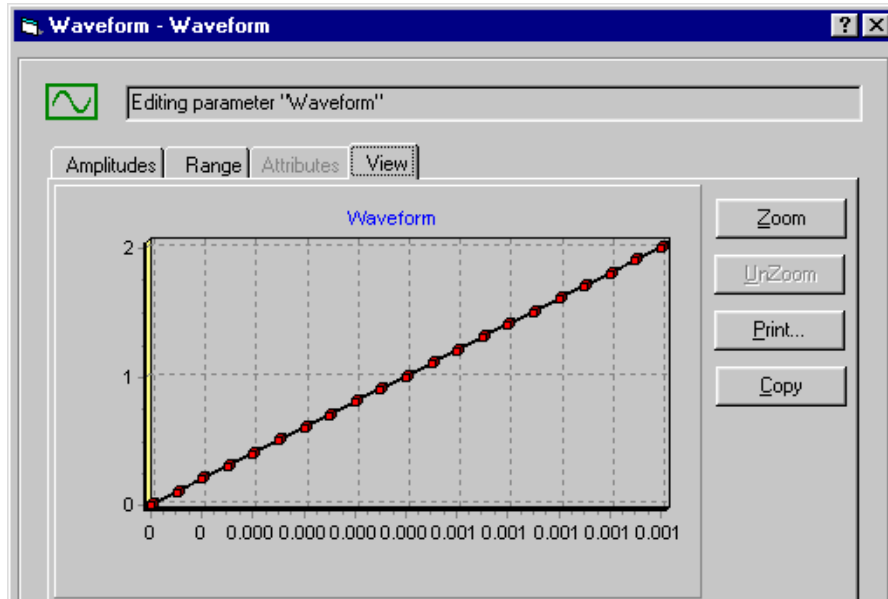 Waveform - Waveform
Editing parameter "Waveform"
Amplitudes Range Attributes View
Waveform
Zoom
UnZoom
Print...
Copy
2
1
0
0 0 0.000 0.000 0.000 0.000 0.001 0.001 0.001 0.001 0.001